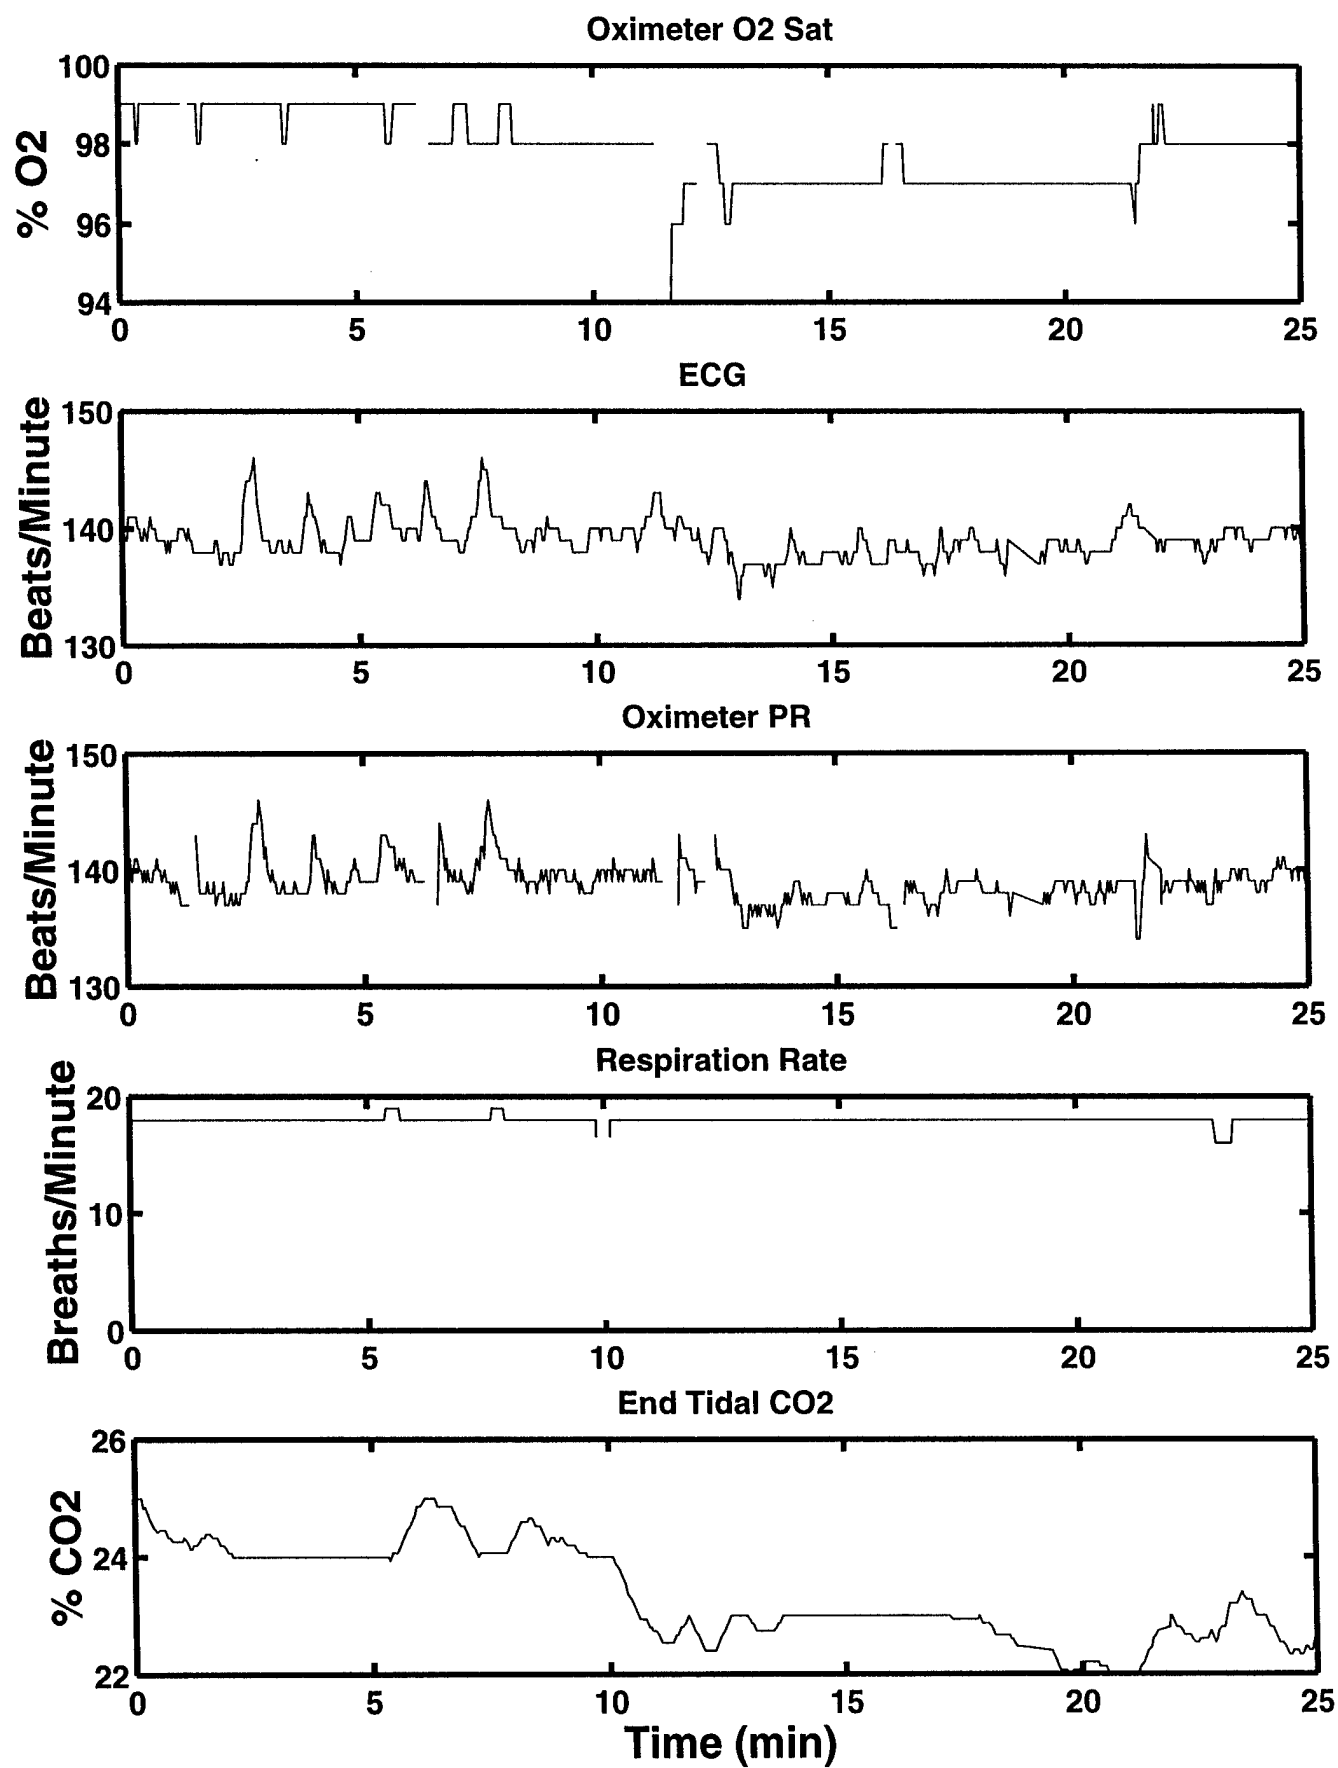 Oximeter O2 Sat
100
98
96
94
% O2
0 5 10 15 20 25
ECG
150
140
130
Beats/Minute
0 5 10 15 20 25
Oximeter PR
150
140
130
Beats/Minute
0 5 10 15 20 25
Respiration Rate
20
10
0
Breaths/Minute
0 5 10 15 20 25
End Tidal CO2
26
24
22
% CO2
0 5 10 15 20 25
Time (min)